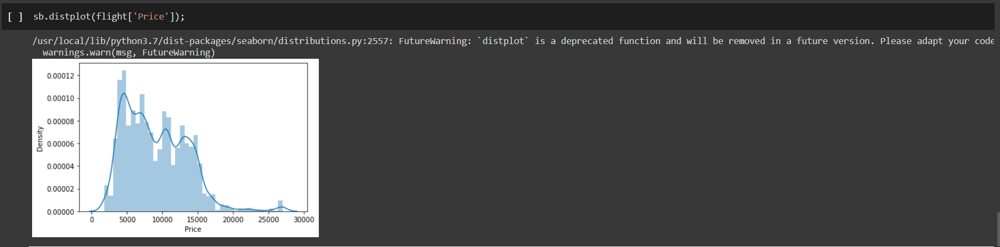 [ ] sb.distplot(flight['Price']);
/usr/local/lib/python3.7/dist-packages/seaborn/distributions.py:2557: FutureWarning: `distplot` is a deprecated function and will be removed in a future version. Please adapt your code
warnings.warn(msg, FutureWarning)
0.00012
0.00010
0.00008
0.00006
0.00004
0.00002
0.00000
Density
0 5000 10000 15000 20000 25000 30000
Price